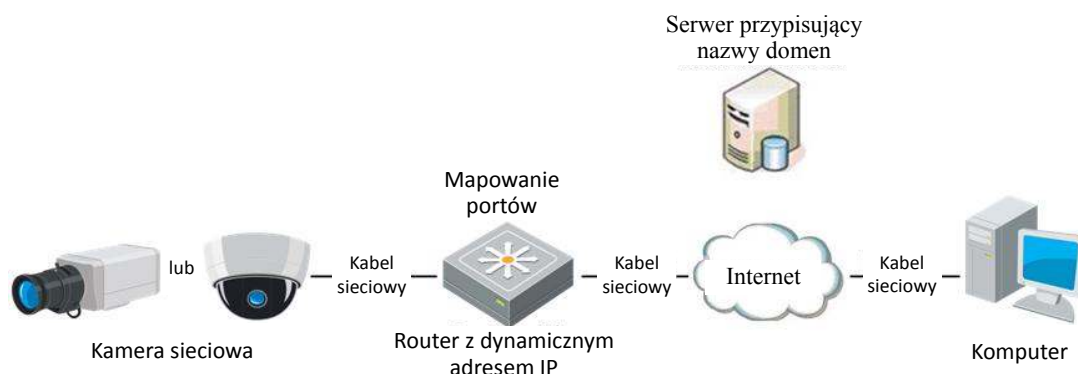 Serwer przypisujący
nazwy domen
Mapowanie
portów
lub
Kabel
sieciowy
Kabel
sieciowy
Internet
Kabel
sieciowy
Kamera sieciowa
Router z dynamicznym
adresem IP
Komputer